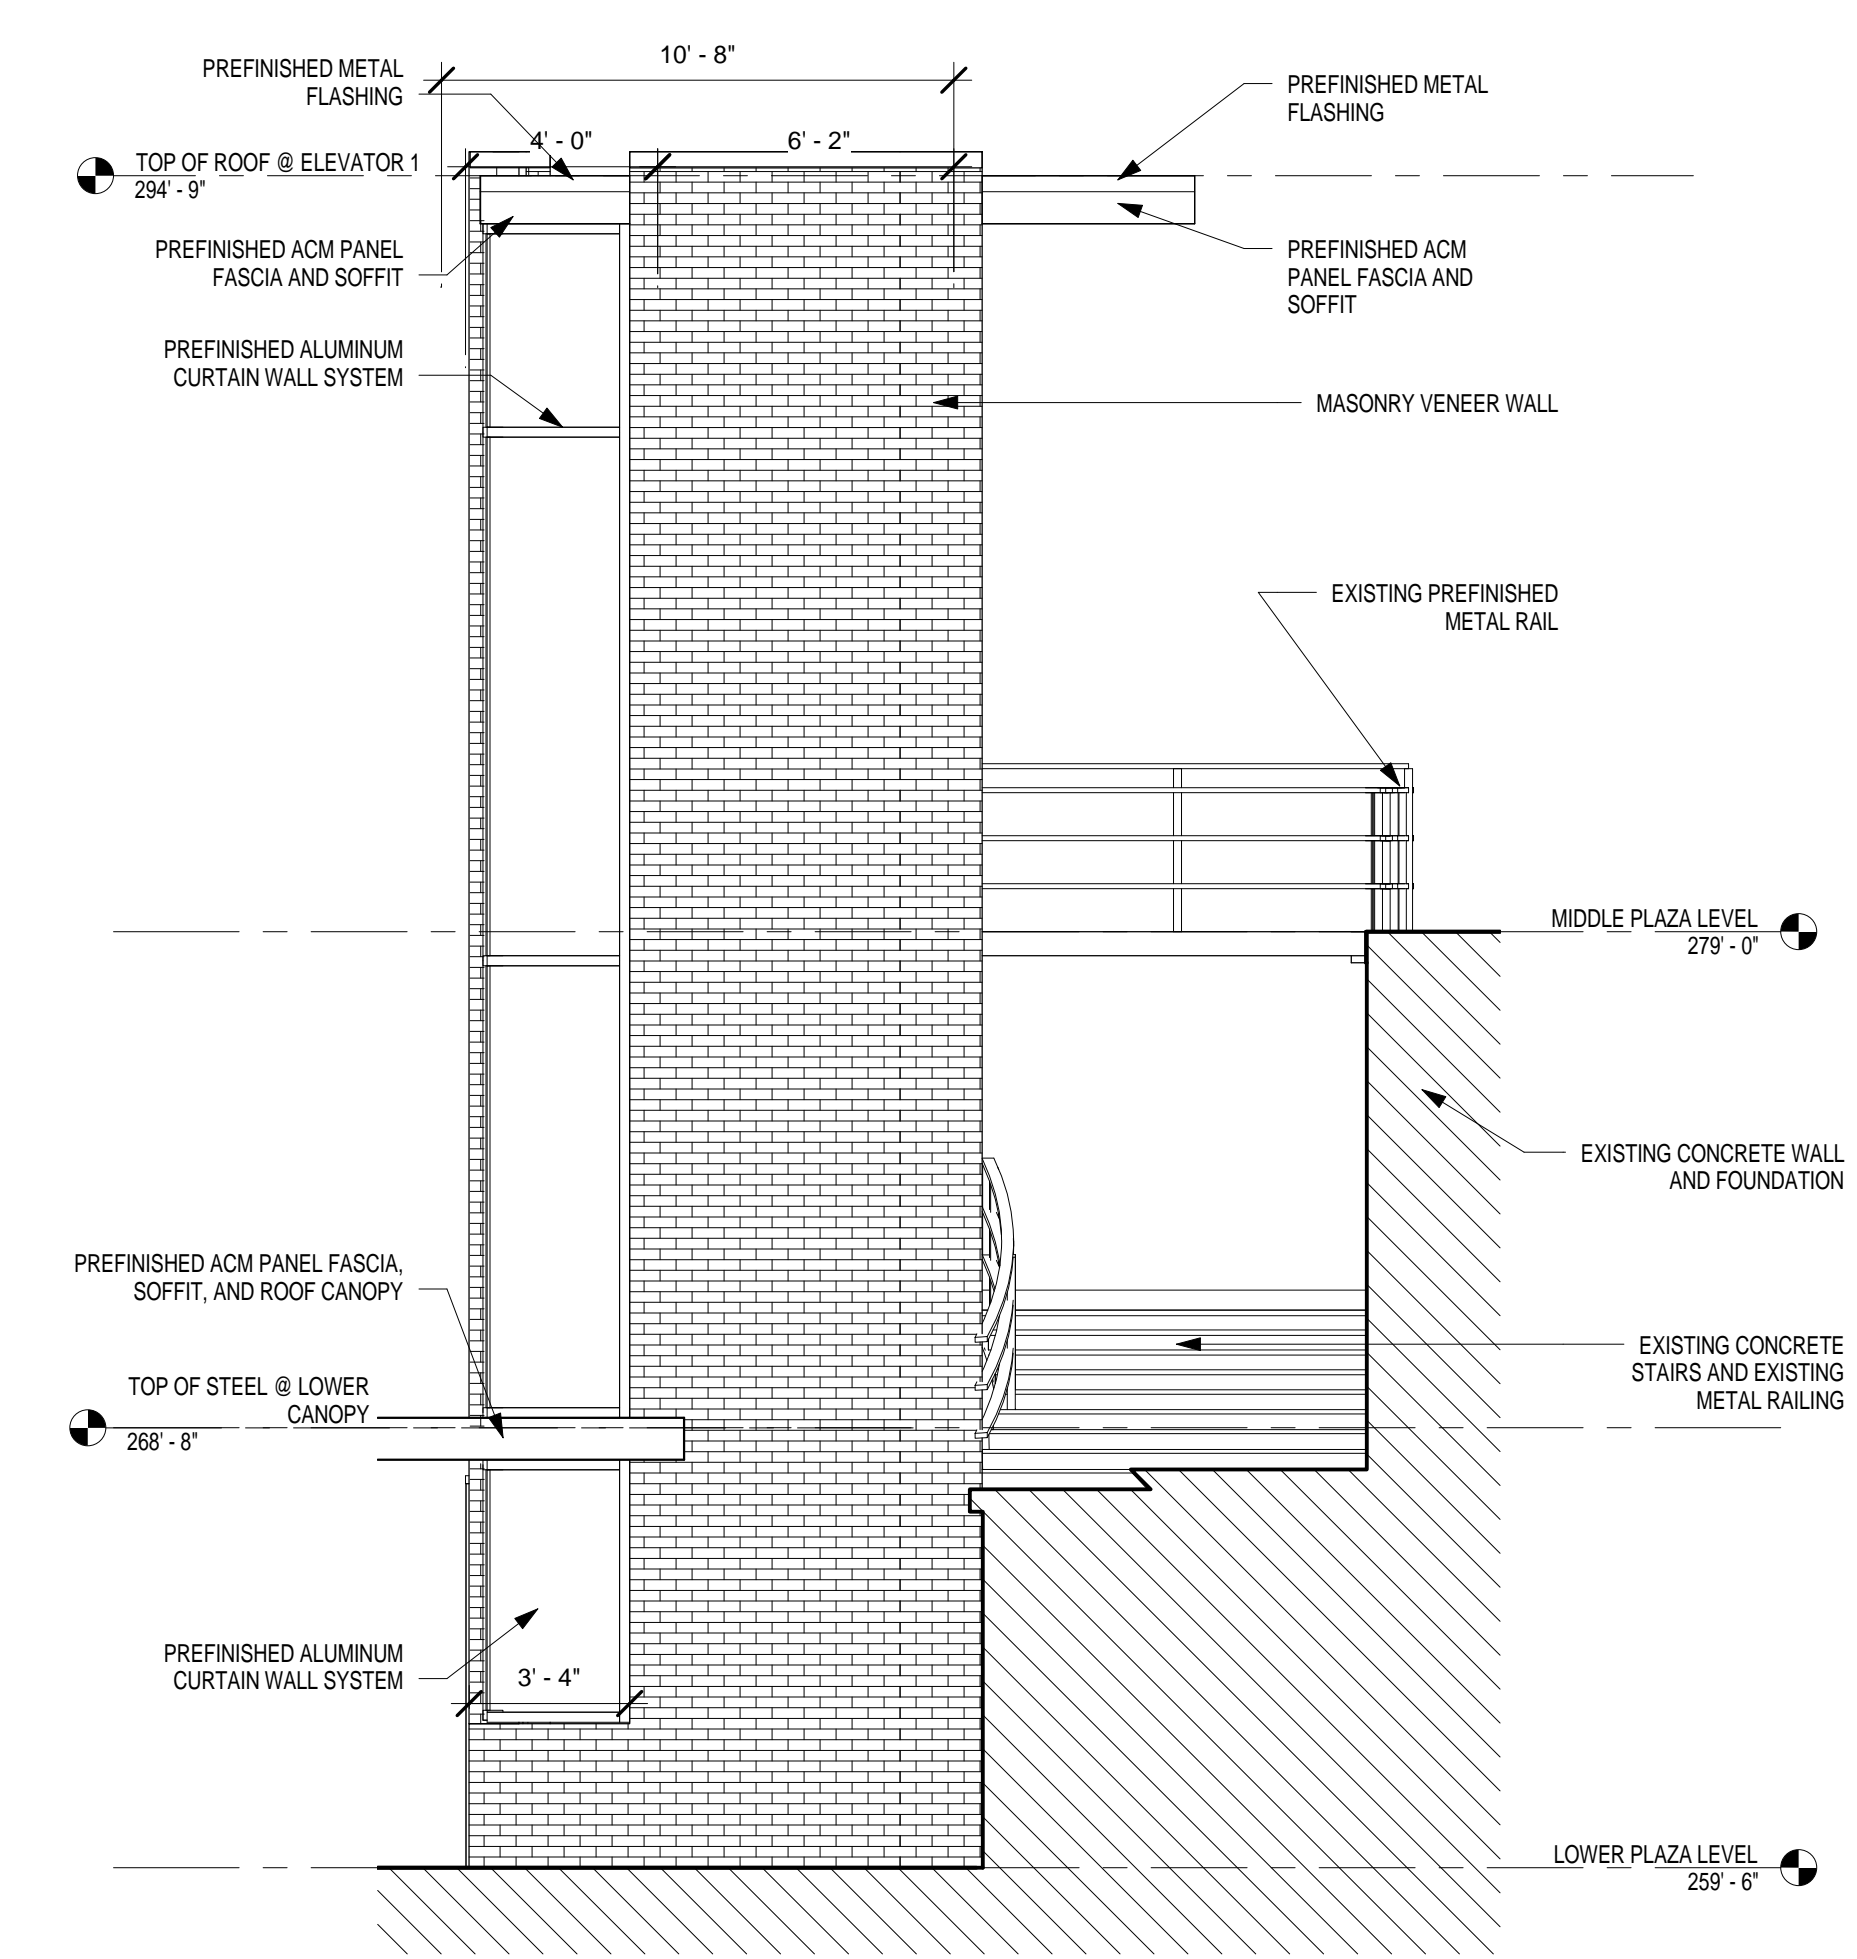 10' - 8"
PREFINISHED METAL
FLASHING
PREFINISHED METAL
FLASHING
4' - 0"
6' - 2"
TOP OF ROOF @ ELEVATOR 1
294' - 9"
PREFINISHED ACM PANEL
FASCIA AND SOFFIT
PREFINISHED ACM
PANEL FASCIA AND
SOFFIT
PREFINISHED ALUMINUM
CURTAIN WALL SYSTEM
MASONRY VENEER WALL
EXISTING PREFINISHED
METAL RAIL
MIDDLE PLAZA LEVEL
279' - 0"
EXISTING CONCRETE WALL
AND FOUNDATION
PREFINISHED ACM PANEL FASCIA,
SOFFIT, AND ROOF CANOPY
EXISTING CONCRETE
STAIRS AND EXISTING
METAL RAILING
TOP OF STEEL @ LOWER
CANOPY
268' - 8"
PREFINISHED ALUMINUM
CURTAIN WALL SYSTEM
3' - 4"
LOWER PLAZA LEVEL
259' - 6"